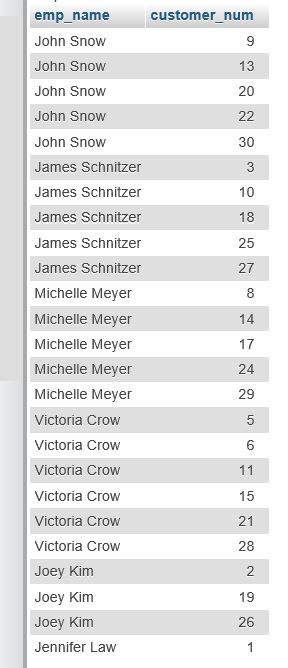 emp_name customer_num
John Snow 9
John Snow 13
John Snow 20
John Snow 22
John Snow 30
James Schnitzer 3
James Schnitzer 10
James Schnitzer 18
James Schnitzer 25
James Schnitzer 27
Michelle Meyer 8
Michelle Meyer 14
Michelle Meyer 17
Michelle Meyer 24
Michelle Meyer 29
Victoria Crow 5
Victoria Crow 6
Victoria Crow 11
Victoria Crow 15
Victoria Crow 21
Victoria Crow 28
Joey Kim 2
Joey Kim 19
Joey Kim 26
Jennifer Law 1